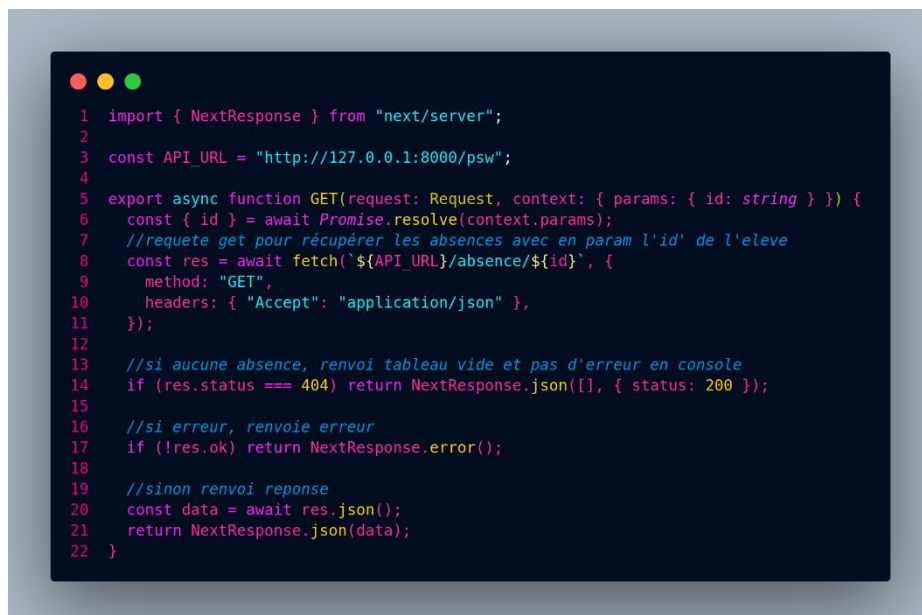 1 import { NextResponse } from "next/server";
2
3 const API_URL = "http://127.0.0.1:8000/psw";
4
5 export async function GET(request: Request, context: { params: { id: string } }) {
6   const { id } = await Promise.resolve(context.params);
7   //requete get pour récupérer les absences avec en param l'id' de l'eleve
8   const res = await fetch(`${API_URL}/absence/${id}`, {
9     method: "GET",
10     headers: { "Accept": "application/json" },
11   });
12
13   //si aucune absence, renvoi tableau vide et pas d'erreur en console
14   if (res.status === 404) return NextResponse.json([], { status: 200 });
15
16   //si erreur, renvoie erreur
17   if (!res.ok) return NextResponse.error();
18
19   //sinon renvoi reponse
20   const data = await res.json();
21   return NextResponse.json(data);
22 }